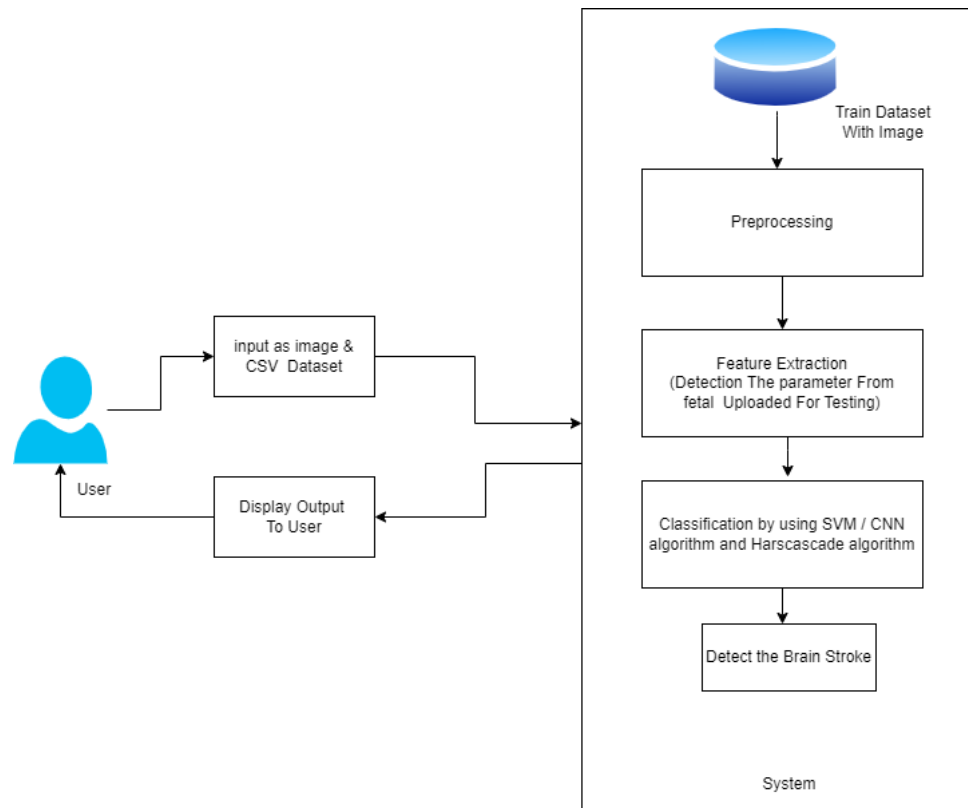 Train Dataset
With Image
Preprocessing
input as image &
CSV Dataset
Feature Extraction
(Detection The parameter From
fetal Uploaded For Testing)
User
Display Output
To User
Classification by using SVM / CNN
algorithm and Harscascade algorithm
Detect the Brain Stroke
System